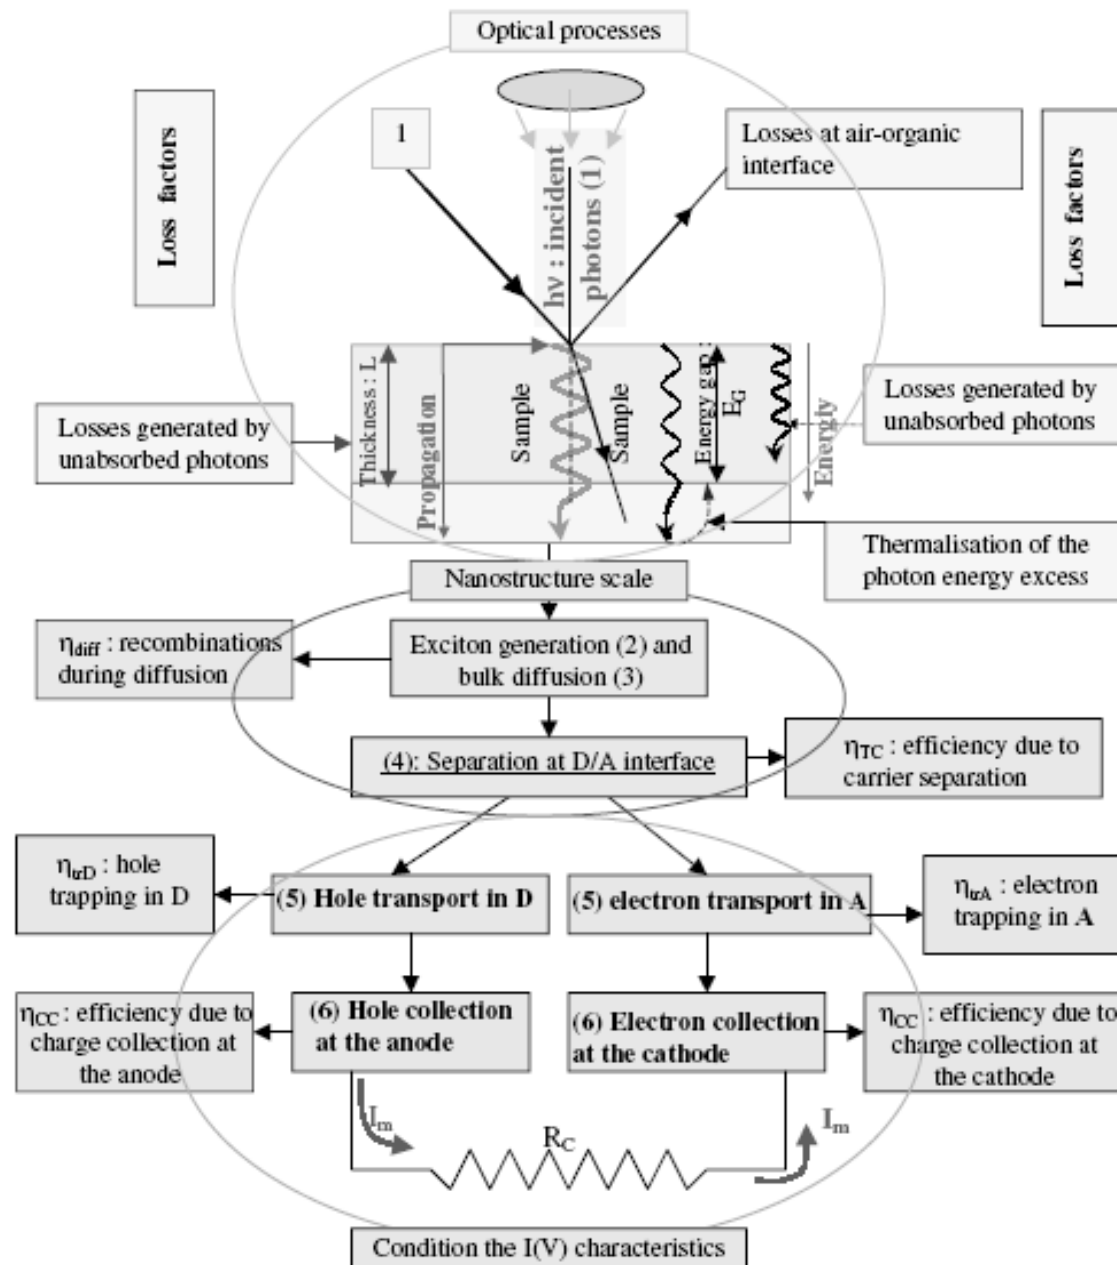 Optical processes
Loss factors
1
hν : incident
photons (1)
Losses at air-organic
interface
Loss factors
Thickness : L
Propagation
Sample
Sample
Energy gap :
E_G
Energiy
Losses generated by
unabsorbed photons
Losses generated by
unabsorbed photons
Thermalisation of the
photon energy excess
Nanostructure scale
η_diff : recombinations
during diffusion
Exciton generation (2) and
bulk diffusion (3)
(4): Separation at D/A interface
η_TC : efficiency due to
carrier separation
η_trD : hole
trapping in D
(5) Hole transport in D
(5) electron transport in A
η_trA : electron
trapping in A
η_CC : efficiency due to
charge collection at
the anode
(6) Hole collection
at the anode
(6) Electron collection
at the cathode
η_CC : efficiency due to
charge collection at
the cathode
I_m
R_C
I_m
Condition the I(V) characteristics